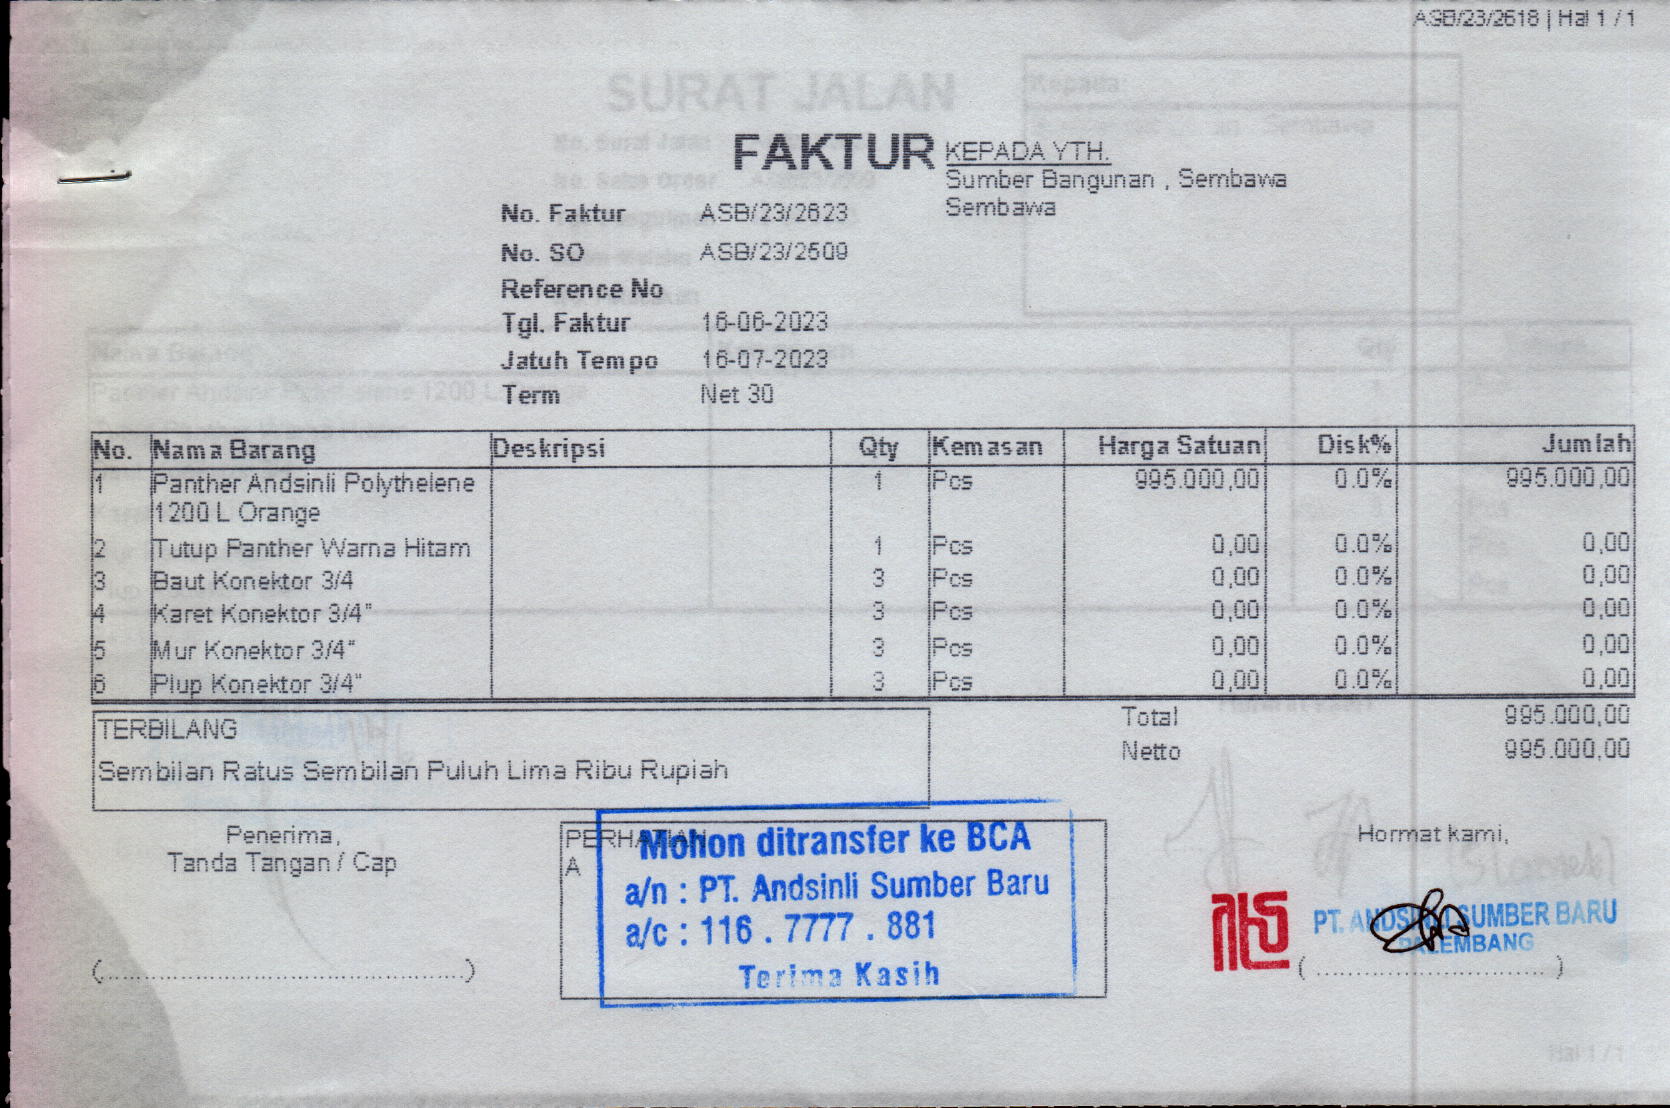 ASB/23/2618 | Hal 1 / 1
SURAT JALAN
Kepada:
FAKTUR
KEPADA YTH.
Sumber Bangunan , Sembawa
Sembawa
No. Faktur ASB/23/2623
No. SO ASB/23/2509
Reference No
Tgl. Faktur 16-06-2023
Jatuh Tempo 16-07-2023
Term Net 30
No. Nama Barang Deskripsi Qty Kemasan Harga Satuan Disk% Jumlah
1 Panther Andsinli Polythelene 1 Pcs 995.000,00 0.0% 995.000,00
1200 L Orange
2 Tutup Panther Warna Hitam 1 Pcs 0,00 0.0% 0,00
3 Baut Konektor 3/4 3 Pcs 0,00 0.0% 0,00
4 Karet Konektor 3/4" 3 Pcs 0,00 0.0% 0,00
5 Mur Konektor 3/4" 3 Pcs 0,00 0.0% 0,00
6 Plup Konektor 3/4" 3 Pcs 0,00 0.0% 0,00
TERBILANG
Sembilan Ratus Sembilan Puluh Lima Ribu Rupiah
Total 995.000,00
Netto 995.000,00
Penerima,
Tanda Tangan / Cap
(....................................)
PERHATIAN
A
Mohon ditransfer ke BCA
a/n : PT. Andsinli Sumber Baru
a/c : 116 . 7777 . 881
Terima Kasih
Hormat kami,
PT. ANDSINLI SUMBER BARU
PALEMBANG
(..........................)
Hal 1 / 1